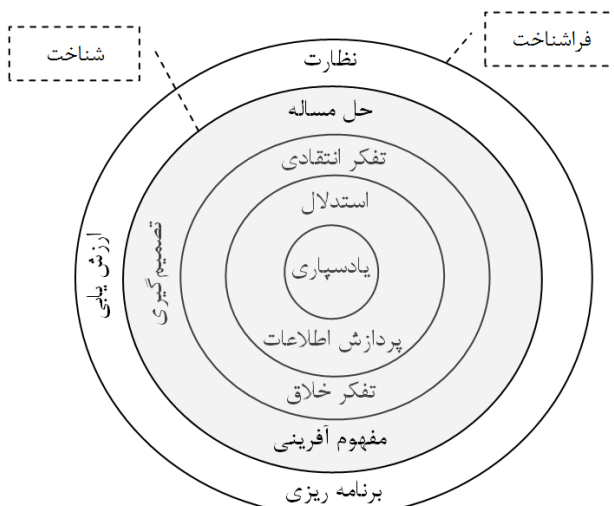 فراشناخت
شناخت
نظارت
حل مساله
تفکر انتقادی
استدلال
یادسپاری
پردازش اطلاعات
تفکر خلاق
مفهوم آفرینی
برنامه ریزی
تصمیم‌گیری
ارزش یابی